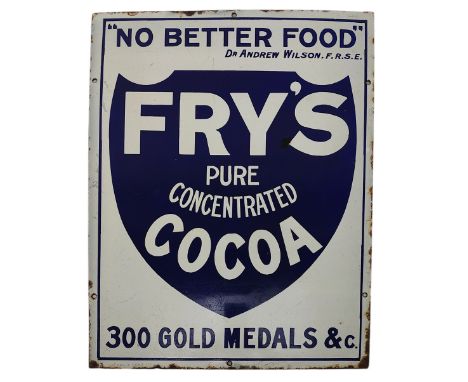 "NO BETTER FOOD"
DR ANDREW WILSON. F.R.S.E.
FRY'S
PURE
CONCENTRATED
COCOA
300 GOLD MEDALS &c.